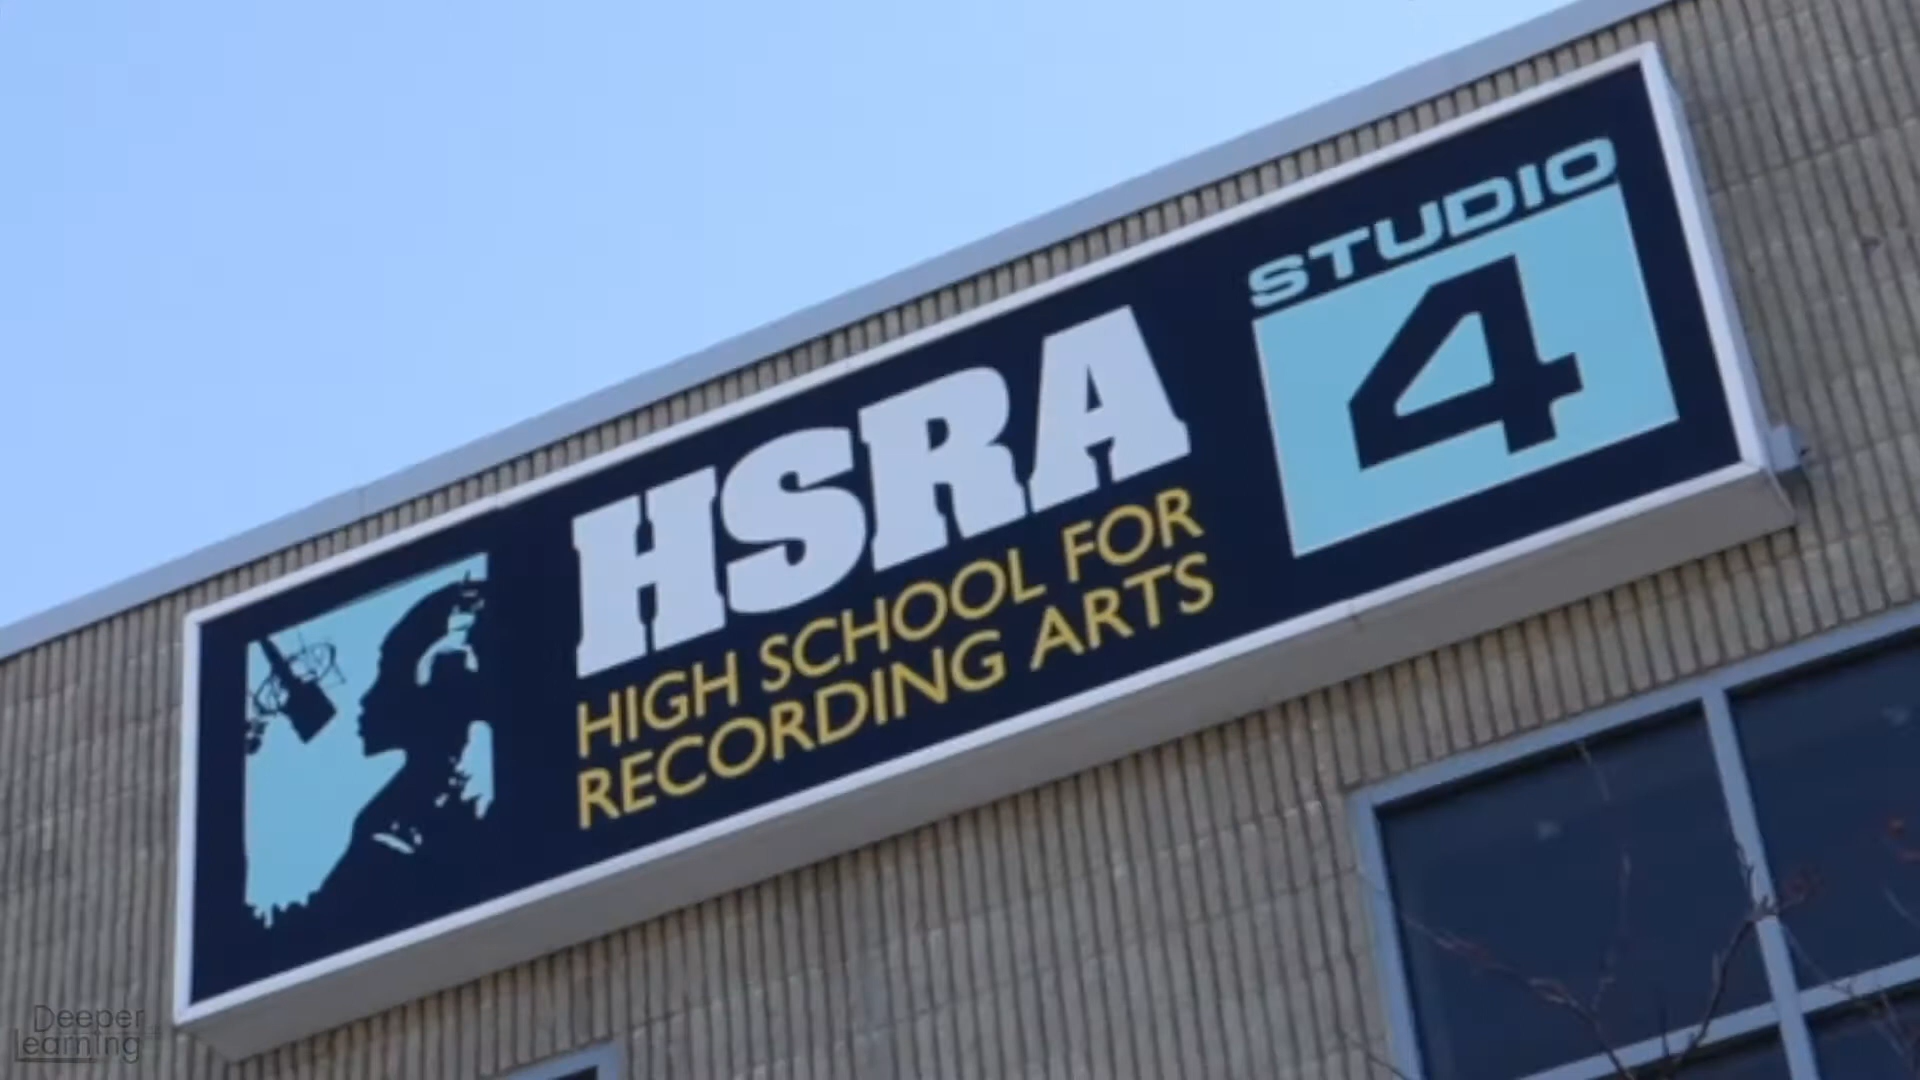 HSRA
HIGH SCHOOL FOR
RECORDING ARTS
STUDIO
4
Deeper
Learning